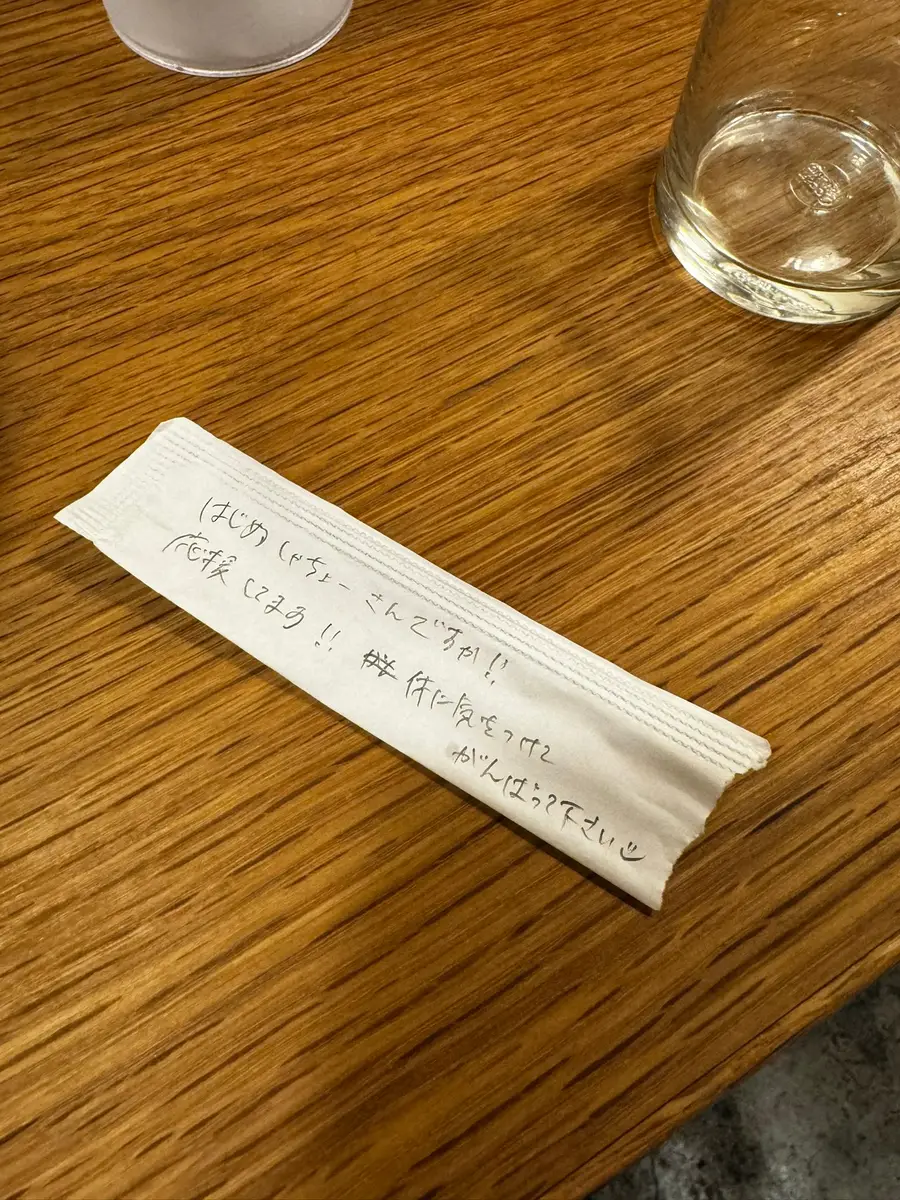 はじめしゃちょーさんですか!!
応援してます!! 体に気をつけて
がんばって下さい